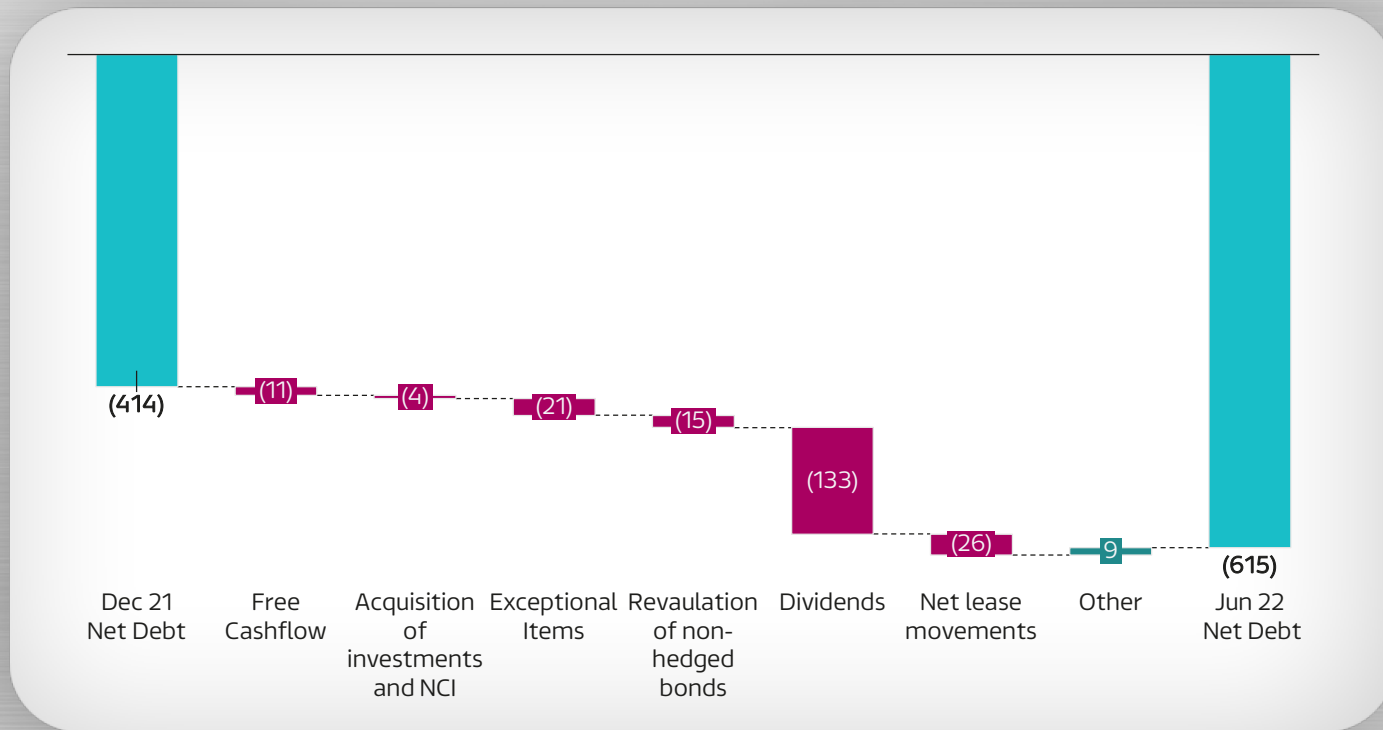 (414)
(11)
(4)
(21)
(15)
(133)
(26)
9
(615)
Dec 21
Net Debt
Free
Cashflow
Acquisition
of
investments
and NCI
Exceptional
Items
Revaulation
of non-
hedged
bonds
Dividends
Net lease
movements
Other
Jun 22
Net Debt